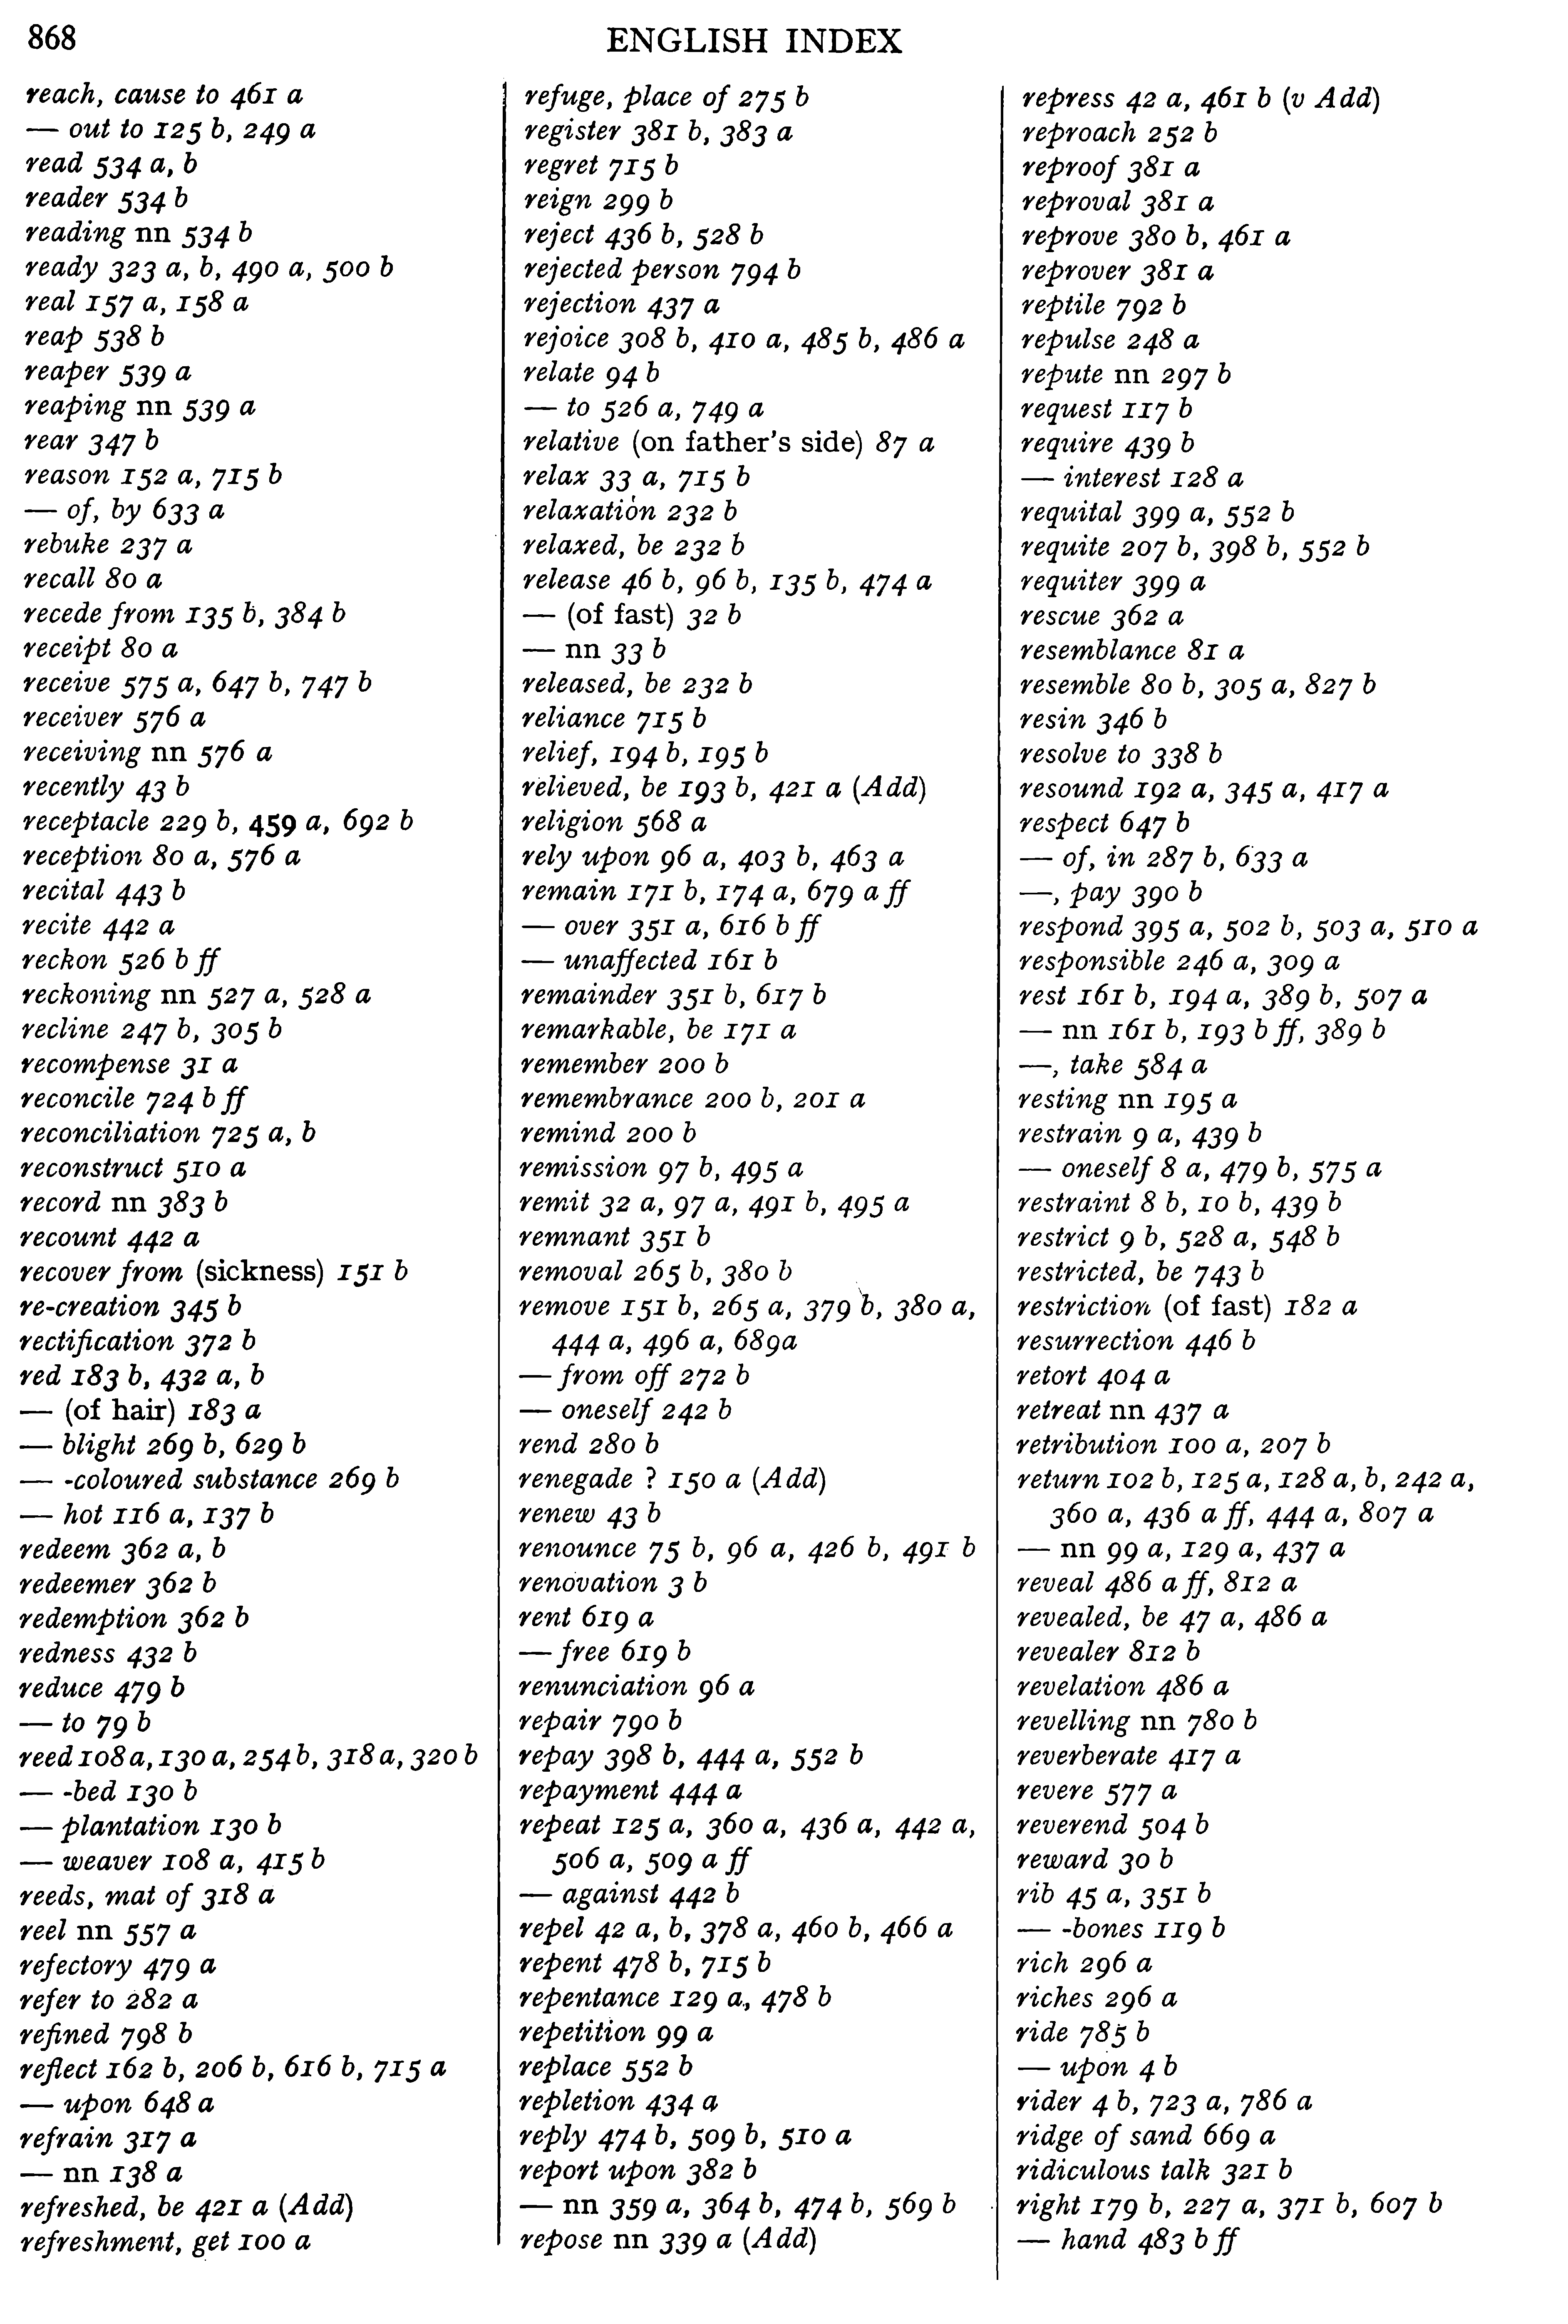 868
ENGLISH INDEX
reach, cause to 461 a
— out to 125 b, 249 a
read 534 a, b
reader 534 b
reading nn 534 b
ready 323 a, b, 490 a, 500 b
real 157 a, 158 a
reap 538 b
reaper 539 a
reaping nn 539 a
rear 347 b
reason 152 a, 715 b
— of, by 633 a
rebuke 237 a
recall 80 a
recede from 135 b, 384 b
receipt 80 a
receive 575 a, 647 b, 747 b
receiver 576 a
receiving nn 576 a
recently 43 b
receptacle 229 b, 459 a, 692 b
reception 80 a, 576 a
recital 443 b
recite 442 a
reckon 526 b ff
reckoning nn 527 a, 528 a
recline 247 b, 305 b
recompense 31 a
reconcile 724 b ff
reconciliation 725 a, b
reconstruct 510 a
record nn 383 b
recount 442 a
recover from (sickness) 151 b
re-creation 345 b
rectification 372 b
red 183 b, 432 a, b
— (of hair) 183 a
— blight 269 b, 629 b
— -coloured substance 269 b
— hot 116 a, 137 b
redeem 362 a, b
redeemer 362 b
redemption 362 b
redness 432 b
reduce 479 b
— to 79 b
reed 108 a, 130 a, 254 b, 318 a, 320 b
— -bed 130 b
— plantation 130 b
— weaver 108 a, 415 b
reeds, mat of 318 a
reel nn 557 a
refectory 479 a
refer to 282 a
refined 798 b
reflect 162 b, 206 b, 616 b, 715 a
— upon 648 a
refrain 317 a
— nn 138 a
refreshed, be 421 a (Add)
refreshment, get 100 a
refuge, place of 275 b
register 381 b, 383 a
regret 715 b
reign 299 b
reject 436 b, 528 b
rejected person 794 b
rejection 437 a
rejoice 308 b, 410 a, 485 b, 486 a
relate 94 b
— to 526 a, 749 a
relative (on father's side) 87 a
relax 33 a, 715 b
relaxation 232 b
relaxed, be 232 b
release 46 b, 96 b, 135 b, 474 a
— (of fast) 32 b
— nn 33 b
released, be 232 b
reliance 715 b
relief, 194 b, 195 b
relieved, be 193 b, 421 a (Add)
religion 568 a
rely upon 96 a, 403 b, 463 a
remain 171 b, 174 a, 679 a ff
— over 351 a, 616 b ff
— unaffected 161 b
remainder 351 b, 617 b
remarkable, be 171 a
remember 200 b
remembrance 200 b, 201 a
remind 200 b
remission 97 b, 495 a
remit 32 a, 97 a, 491 b, 495 a
remnant 351 b
removal 265 b, 380 b
remove 151 b, 265 a, 379 b, 380 a,
444 a, 496 a, 689a
— from off 272 b
— oneself 242 b
rend 280 b
renegade ? 150 a (Add)
renew 43 b
renounce 75 b, 96 a, 426 b, 491 b
renovation 3 b
rent 619 a
— free 619 b
renunciation 96 a
repair 790 b
repay 398 b, 444 a, 552 b
repayment 444 a
repeat 125 a, 360 a, 436 a, 442 a,
506 a, 509 a ff
— against 442 b
repel 42 a, b, 378 a, 460 b, 466 a
repent 478 b, 715 b
repentance 129 a, 478 b
repetition 99 a
replace 552 b
repletion 434 a
reply 474 b, 509 b, 510 a
report upon 382 b
— nn 359 a, 364 b, 474 b, 569 b
repose nn 339 a (Add)
repress 42 a, 461 b (v Add)
reproach 252 b
reproof 381 a
reproval 381 a
reprove 380 b, 461 a
reprover 381 a
reptile 792 b
repulse 248 a
repute nn 297 b
request 117 b
require 439 b
— interest 128 a
requital 399 a, 552 b
requite 207 b, 398 b, 552 b
requiter 399 a
rescue 362 a
resemblance 81 a
resemble 80 b, 305 a, 827 b
resin 346 b
resolve to 338 b
resound 192 a, 345 a, 417 a
respect 647 b
— of, in 287 b, 633 a
—, pay 390 b
respond 395 a, 502 b, 503 a, 510 a
responsible 246 a, 309 a
rest 161 b, 194 a, 389 b, 507 a
— nn 161 b, 193 b ff, 389 b
—, take 584 a
resting nn 195 a
restrain 9 a, 439 b
— oneself 8 a, 479 b, 575 a
restraint 8 b, 10 b, 439 b
restrict 9 b, 528 a, 548 b
restricted, be 743 b
restriction (of fast) 182 a
resurrection 446 b
retort 404 a
retreat nn 437 a
retribution 100 a, 207 b
return 102 b, 125 a, 128 a, b, 242 a,
360 a, 436 a ff, 444 a, 807 a
— nn 99 a, 129 a, 437 a
reveal 486 a ff, 812 a
revealed, be 47 a, 486 a
revealer 812 b
revelation 486 a
revelling nn 780 b
reverberate 417 a
revere 577 a
reverend 504 b
reward 30 b
rib 45 a, 351 b
— -bones 119 b
rich 296 a
riches 296 a
ride 785 b
— upon 4 b
rider 4 b, 723 a, 786 a
ridge of sand 669 a
ridiculous talk 321 b
right 179 b, 227 a, 371 b, 607 b
— hand 483 b ff